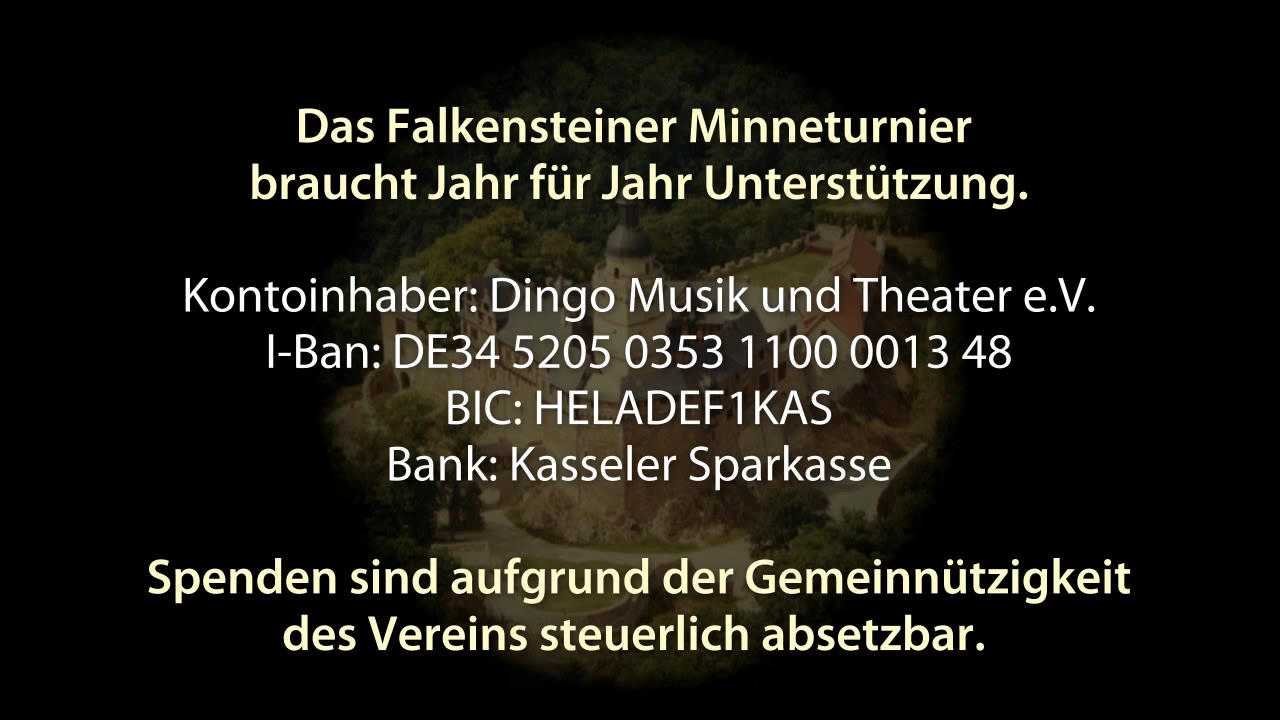 Das Falkensteiner Minneturnier
braucht Jahr für Jahr Unterstützung.
Kontoinhaber: Dingo Musik und Theater e.V.
I-Ban: DE34 5205 0353 1100 0013 48
BIC: HELADEF1KAS
Bank: Kasseler Sparkasse
Spenden sind aufgrund der Gemeinnützigkeit
des Vereins steuerlich absetzbar.